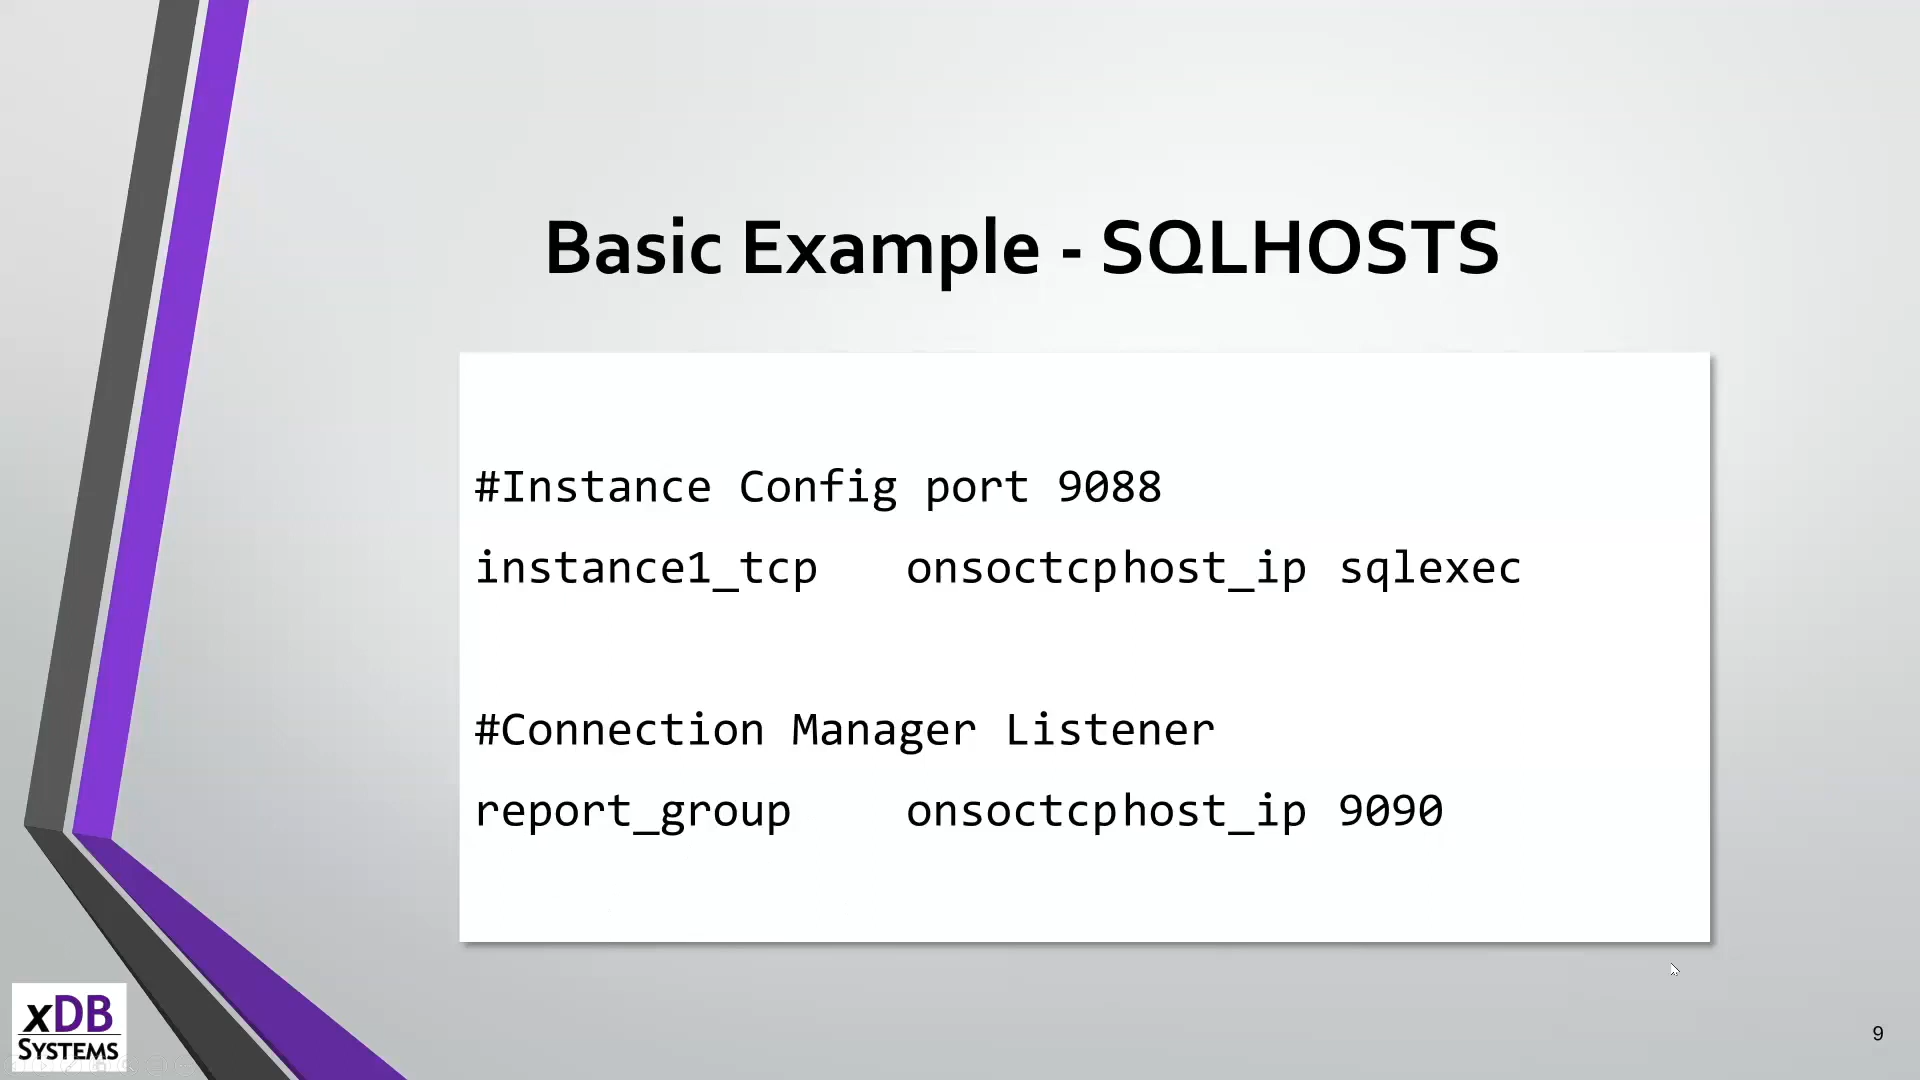 Basic Example - SQLHOSTS
#Instance Config port 9088
instance1_tcp onsoctcphost_ip sqlexec
#Connection Manager Listener
report_group onsoctcphost_ip 9090
xDB
SYSTEMS
9